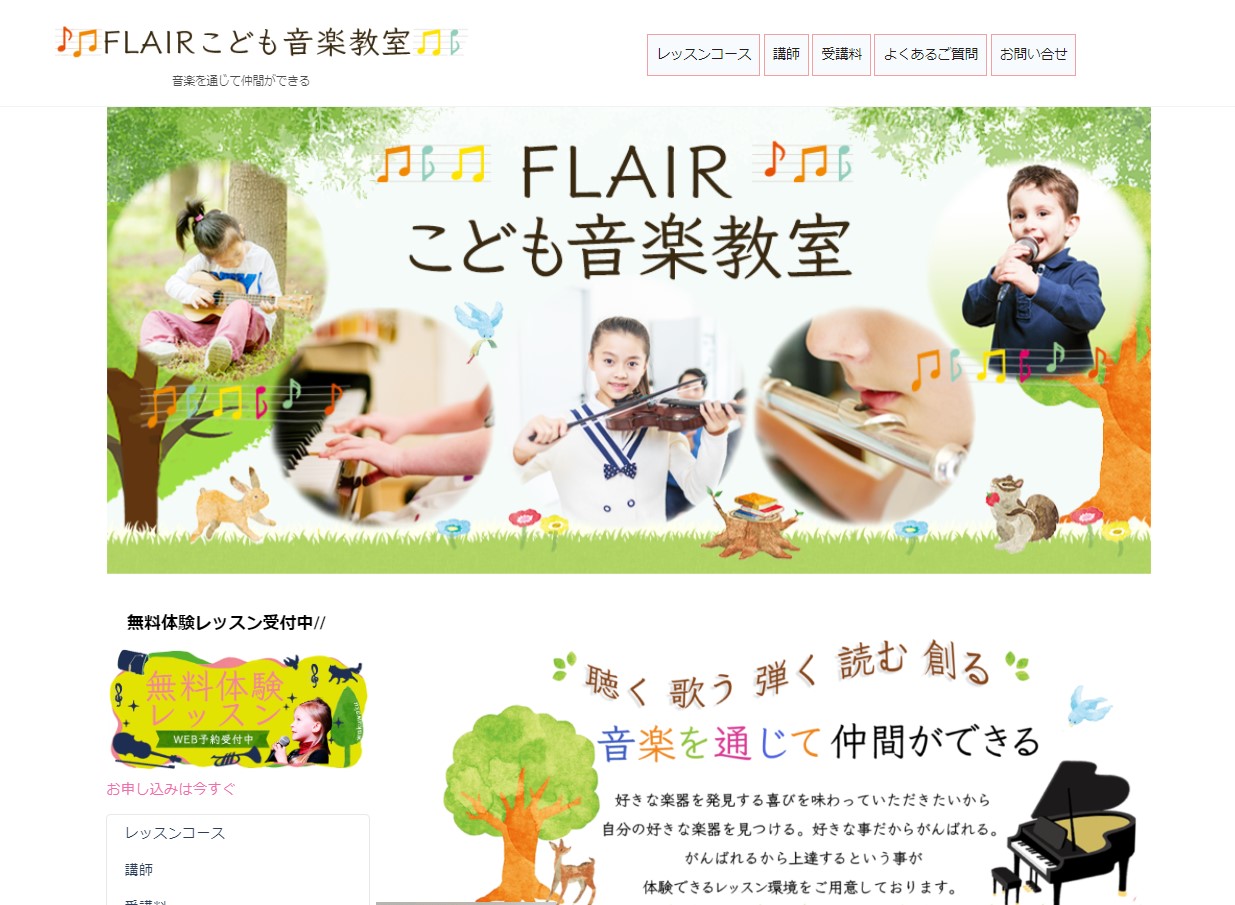 FLAIRこども音楽教室
音楽を通じて仲間ができる
レッスンコース
講師
受講料
よくあるご質問
お問い合せ
FLAIR
こども音楽教室
無料体験レッスン受付中//
無料体験
レッスン
WEB予約受付中
お申し込みは今すぐ
レッスンコース
講師
聴く 歌う 弾く 読む 創る
音楽を通じて仲間ができる
好きな楽器を発見する喜びを味わっていただきたいから
自分の好きな楽器を見つける。好きな事だからがんばれる。
がんばれるから上達するという事が
体験できるレッスン環境をご用意しております。